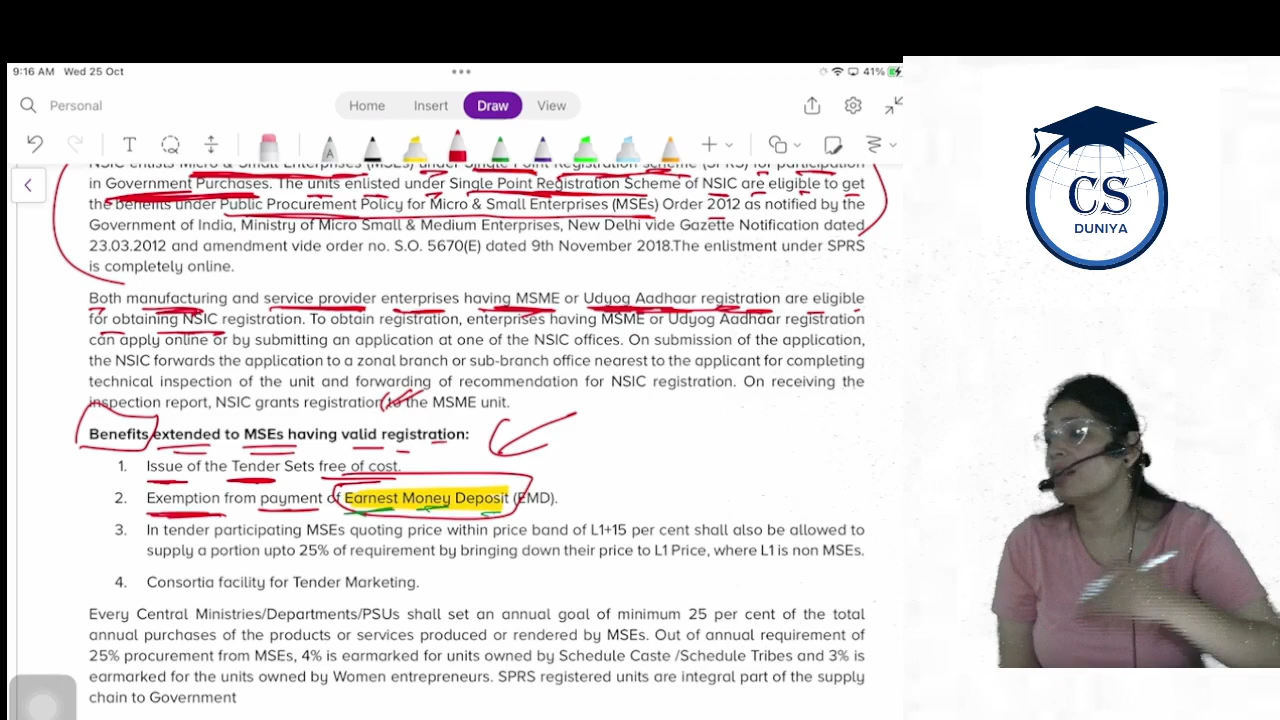 9:16 AM Wed 25 Oct
41%
Personal
Home Insert Draw View
NSIC enlists Micro & Small Enterprises (MSEs) under Single Point Registration scheme (SPRS) for participation
in Government Purchases. The units enlisted under Single Point Registration Scheme of NSIC are eligible to get
the benefits under Public Procurement Policy for Micro & Small Enterprises (MSEs) Order 2012 as notified by the
Government of India, Ministry of Micro Small & Medium Enterprises, New Delhi vide Gazette Notification dated
23.03.2012 and amendment vide order no. S.O. 5670(E) dated 9th November 2018.The enlistment under SPRS
is completely online.
Both manufacturing and service provider enterprises having MSME or Udyog Aadhaar registration are eligible
for obtaining NSIC registration. To obtain registration, enterprises having MSME or Udyog Aadhaar registration
can apply online or by submitting an application at one of the NSIC offices. On submission of the application,
the NSIC forwards the application to a zonal branch or sub-branch office nearest to the applicant for completing
technical inspection of the unit and forwarding of recommendation for NSIC registration. On receiving the
inspection report, NSIC grants registration to the MSME unit.
Benefits extended to MSEs having valid registration:
1. Issue of the Tender Sets free of cost.
2. Exemption from payment of Earnest Money Deposit (EMD).
3. In tender participating MSEs quoting price within price band of L1+15 per cent shall also be allowed to
supply a portion upto 25% of requirement by bringing down their price to L1 Price, where L1 is non MSEs.
4. Consortia facility for Tender Marketing.
Every Central Ministries/Departments/PSUs shall set an annual goal of minimum 25 per cent of the total
annual purchases of the products or services produced or rendered by MSEs. Out of annual requirement of
25% procurement from MSEs, 4% is earmarked for units owned by Schedule Caste /Schedule Tribes and 3% is
earmarked for the units owned by Women entrepreneurs. SPRS registered units are integral part of the supply
chain to Government
CS
DUNIYA